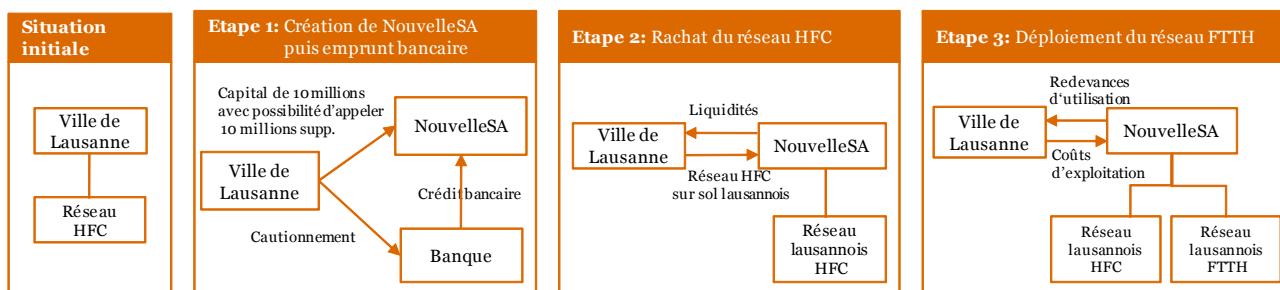 Situation
initiale
Ville de
Lausanne
Réseau
HFC
Etape 1: Création de NouvelleSA
puis emprunt bancaire
Capital de 10 millions
avec possibilité d'appeler
10 millions supp.
NouvelleSA
Ville de
Lausanne
Crédit bancaire
Cautionnement
Banque
Etape 2: Rachat du réseau HFC
Liquidités
Ville de
Lausanne
NouvelleSA
Réseau HFC
sur sol lausannois
Réseau
lausannois
HFC
Etape 3: Déploiement du réseau FTTH
Redevances
d'utilisation
Ville de
Lausanne
NouvelleSA
Coûts
d'exploitation
Réseau
lausannois
HFC
Réseau
lausannois
FTTH